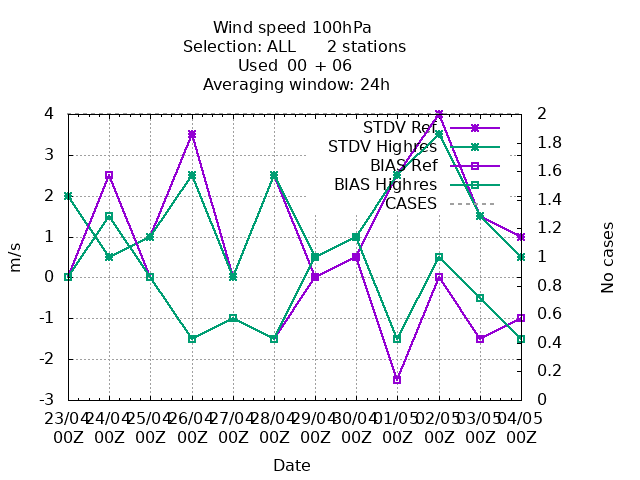 Wind speed 100hPa
Selection: ALL 2 stations
Used 00 + 06
Averaging window: 24h
4 2
STDV Ref
1.8
STDV Highres
3 1.6
BIAS Ref
BIAS Highres
2 1.4
CASES
1 1.2
m/s No cases
0 1
0.8
-1 0.6
-2 0.4
0.2
-3 0
23/04 24/04 25/04 26/04 27/04 28/04 29/04 30/04 01/05 02/05 03/05 04/05
00Z 00Z 00Z 00Z 00Z 00Z 00Z 00Z 00Z 00Z 00Z 00Z
Date